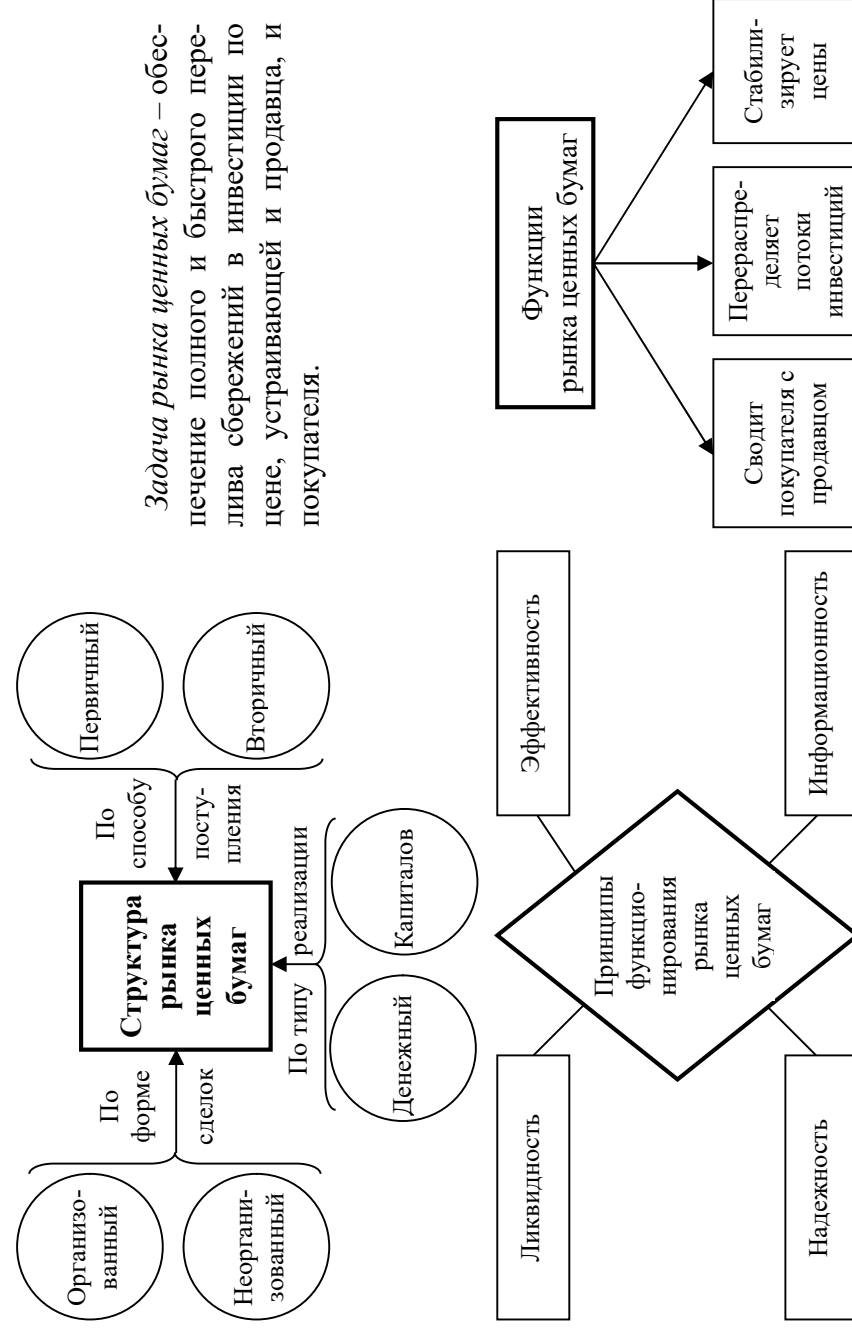 Организо-
ванный
Неоргани-
зованный
По
форме
сделок
Структура
рынка
ценных
бумаг
По
способу
посту-
пления
Первичный
Вторичный
По типу реализации
Денежный
Капиталов
Задача рынка ценных бумаг – обес-
печение полного и быстрого пере-
лива сбережений в инвестиции по
цене, устраивающей и продавца, и
покупателя.
Ликвидность
Эффективность
Принципы
функцио-
нирования
рынка
ценных
бумаг
Надежность
Информационность
Функции
рынка ценных бумаг
Сводит
покупателя с
продавцом
Перераспре-
деляет
потоки
инвестиций
Стабили-
зирует
цены